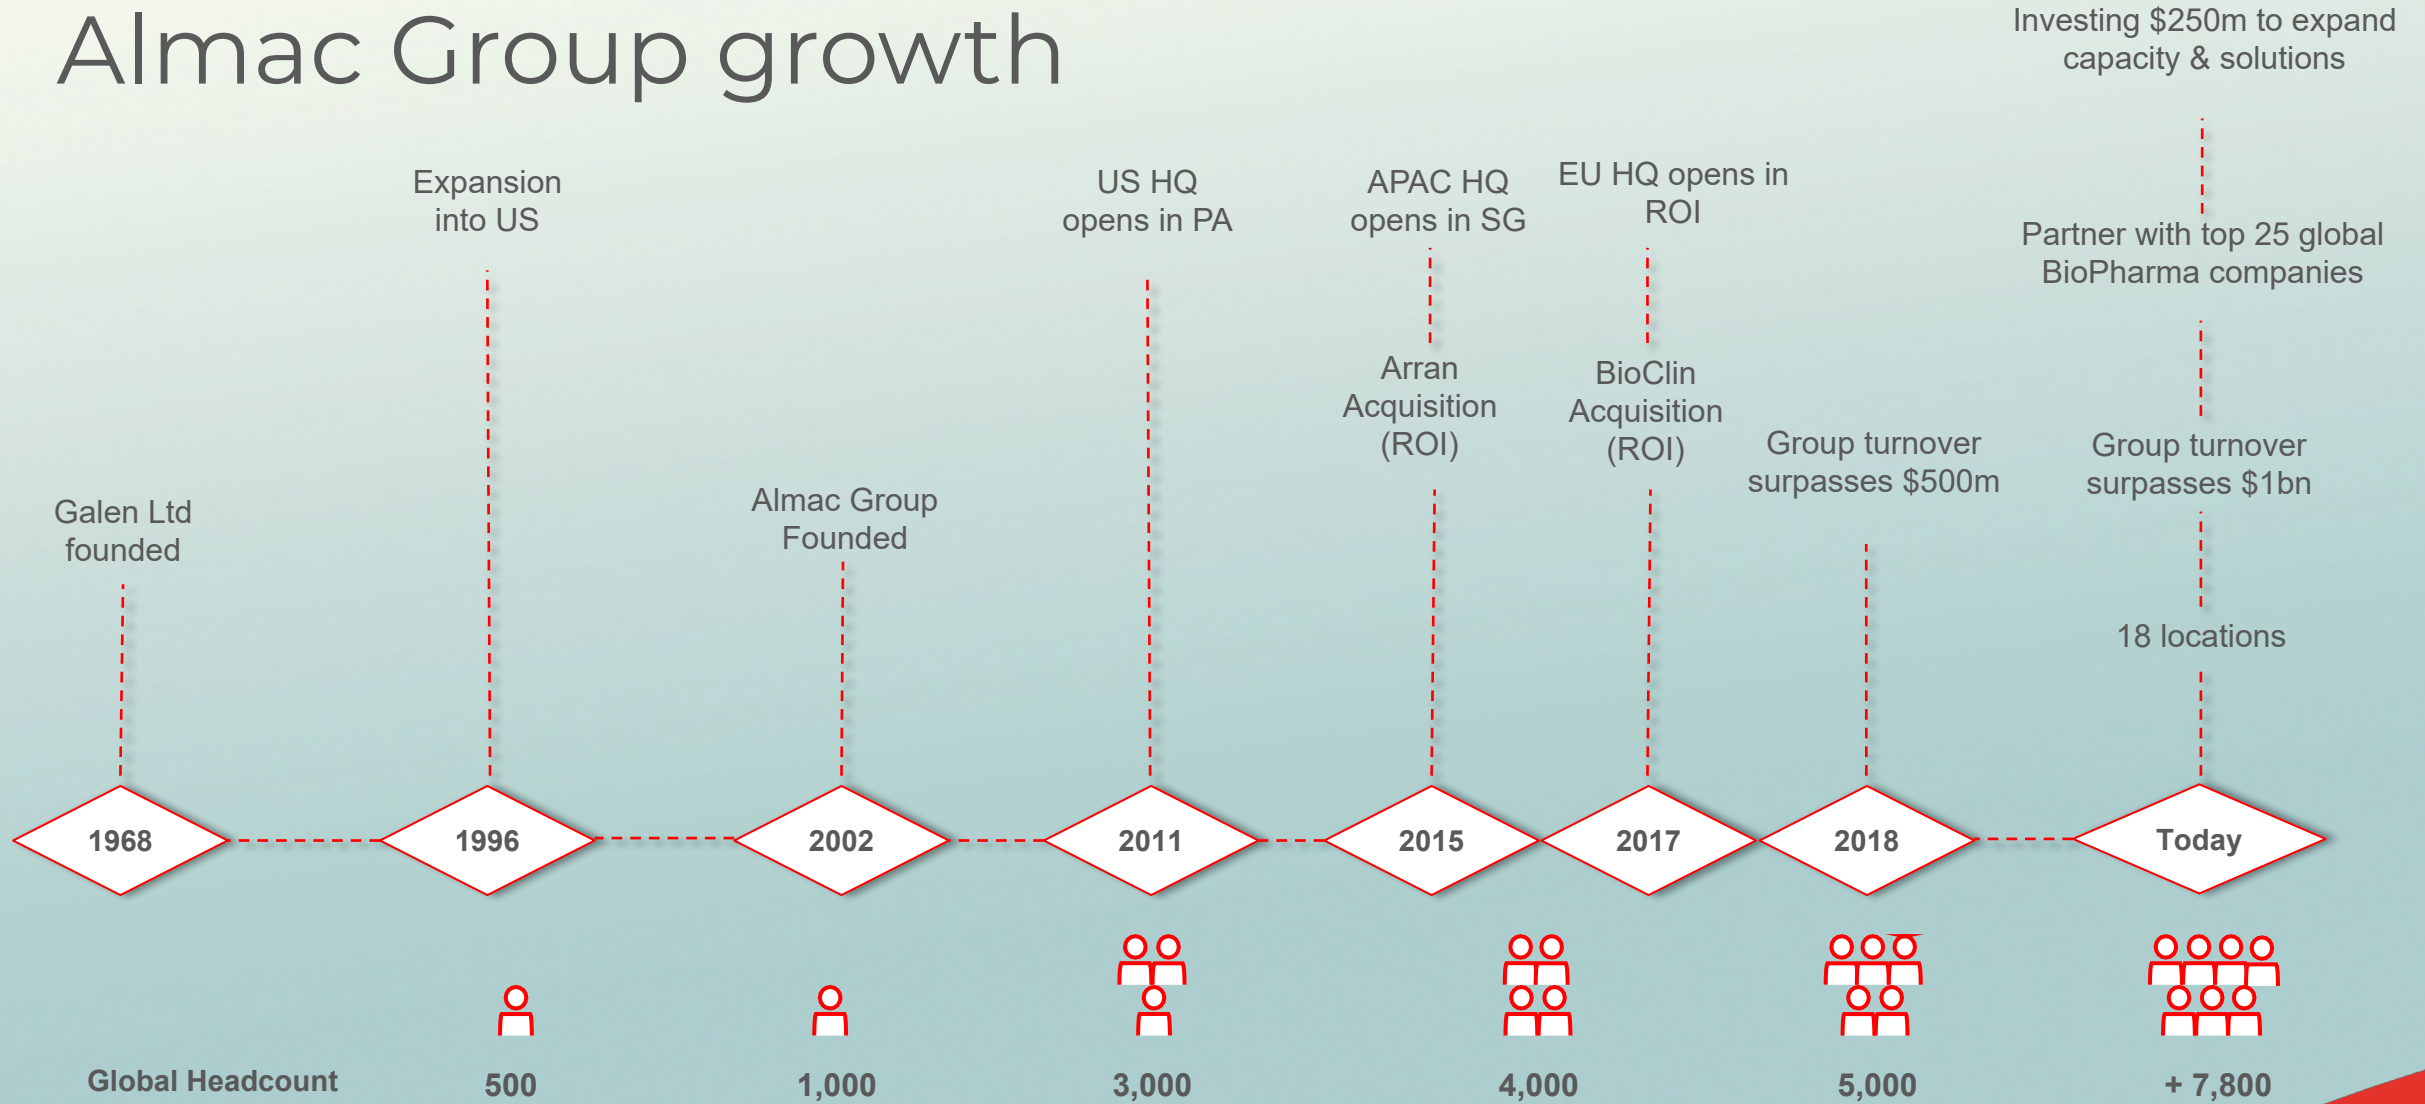 Almac Group growth
Investing $250m to expand
capacity & solutions
Expansion
into US
US HQ
opens in PA
APAC HQ
opens in SG
EU HQ opens in
ROI
Partner with top 25 global
BioPharma companies
Arran
Acquisition
(ROI)
BioClin
Acquisition
(ROI)
Group turnover
surpasses $500m
Group turnover
surpasses $1bn
Galen Ltd
founded
Almac Group
Founded
18 locations
1968
1996
2002
2011
2015
2017
2018
Today
Global Headcount
500
1,000
3,000
4,000
5,000
+ 7,800